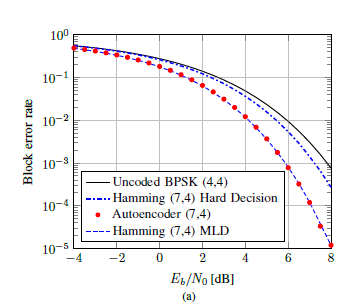 10⁰
10⁻¹
10⁻²
10⁻³
10⁻⁴
10⁻⁵
Block error rate
Uncoded BPSK (4,4)
Hamming (7,4) Hard Decision
Autoencoder (7,4)
Hamming (7,4) MLD
−4 −2 0 2 4 6 8
E_b/N_0 [dB]
(a)